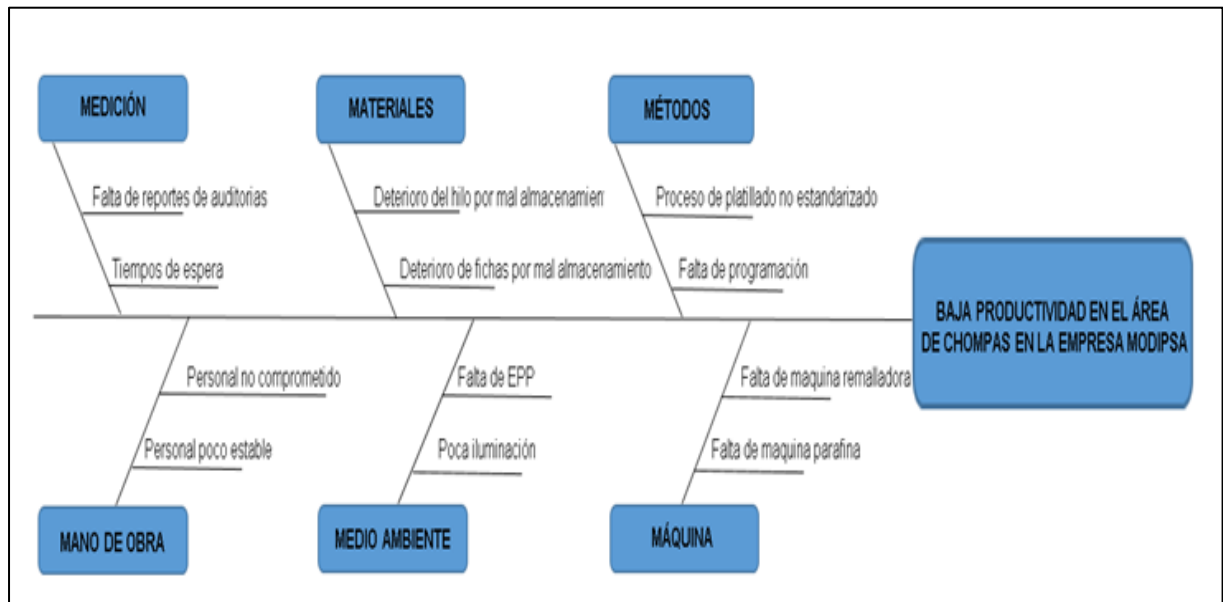 MEDICIÓN
MATERIALES
MÉTODOS
Falta de reportes de auditorias
Deterioro del hilo por mal almacenamien
Proceso de platillado no estandarizado
Tiempos de espera
Deterioro de fichas por mal almacenamiento
Falta de programación
BAJA PRODUCTIVIDAD EN EL ÁREA
DE CHOMPAS EN LA EMPRESA MODIPSA
Personal no comprometido
Falta de EPP
Falta de maquina remalladora
Personal poco estable
Poca iluminación
Falta de maquina parafina
MANO DE OBRA
MEDIO AMBIENTE
MÁQUINA